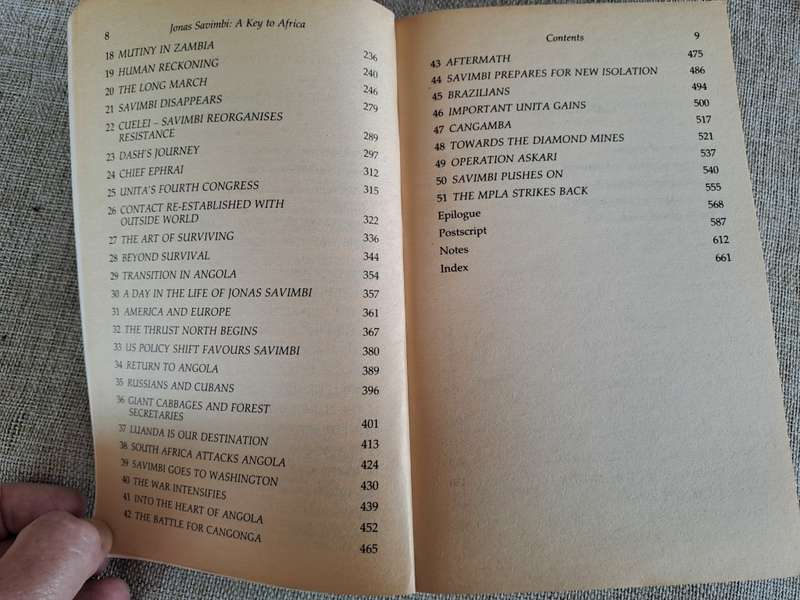 8 Jonas Savimbi: A Key to Africa
18 MUTINY IN ZAMBIA 236
19 HUMAN RECKONING 240
20 THE LONG MARCH 246
21 SAVIMBI DISAPPEARS 279
22 CUELEI – SAVIMBI REORGANISES
RESISTANCE 289
23 DASH'S JOURNEY 297
24 CHIEF EPHRAI 312
25 UNITA'S FOURTH CONGRESS 315
26 CONTACT RE-ESTABLISHED WITH
OUTSIDE WORLD 322
27 THE ART OF SURVIVING 336
28 BEYOND SURVIVAL 344
29 TRANSITION IN ANGOLA 354
30 A DAY IN THE LIFE OF JONAS SAVIMBI 357
31 AMERICA AND EUROPE 361
32 THE THRUST NORTH BEGINS 367
33 US POLICY SHIFT FAVOURS SAVIMBI 380
34 RETURN TO ANGOLA 389
35 RUSSIANS AND CUBANS 396
36 GIANT CABBAGES AND FOREST
SECRETARIES 401
37 LUANDA IS OUR DESTINATION 413
38 SOUTH AFRICA ATTACKS ANGOLA 424
39 SAVIMBI GOES TO WASHINGTON 430
40 THE WAR INTENSIFIES 439
41 INTO THE HEART OF ANGOLA 452
42 THE BATTLE FOR CANGONGA 465
Contents 9
43 AFTERMATH 475
44 SAVIMBI PREPARES FOR NEW ISOLATION 486
45 BRAZILIANS 494
46 IMPORTANT UNITA GAINS 500
47 CANGAMBA 517
48 TOWARDS THE DIAMOND MINES 521
49 OPERATION ASKARI 537
50 SAVIMBI PUSHES ON 540
51 THE MPLA STRIKES BACK 555
Epilogue 568
Postscript 587
Notes 612
Index 661